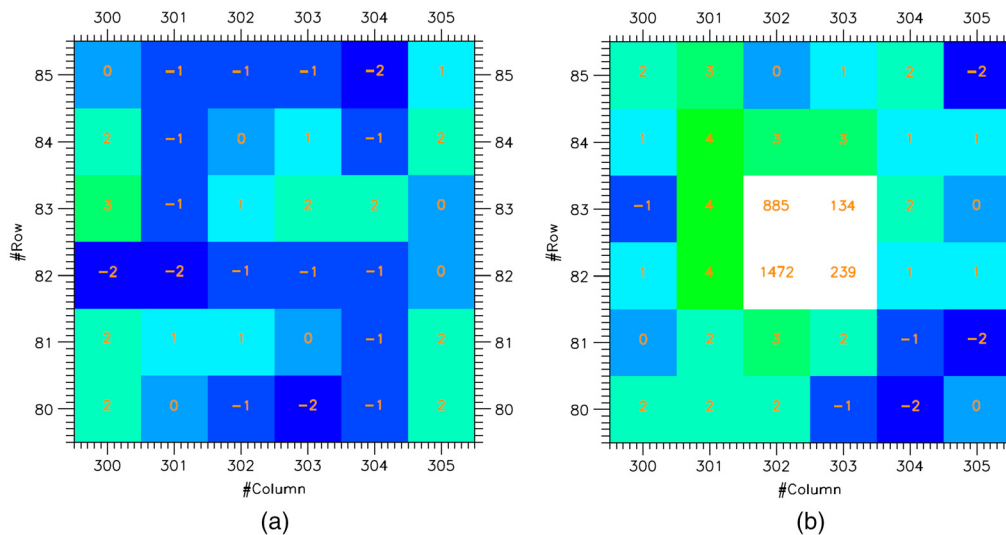 300 301 302 303 304 305
85 0 -1 -1 -1 -2 1 85
84 2 -1 0 1 -1 2 84
83 3 -1 1 2 2 0 83
#Row
82 -2 -2 -1 -1 -1 0 82
81 2 1 1 0 -1 2 81
80 2 0 -1 -2 -1 2 80
300 301 302 303 304 305
#Column
(a)
300 301 302 303 304 305
85 2 3 0 1 2 -2
84 1 4 3 3 1 1
83 -1 4 885 134 2 0
#Row
82 1 4 1472 239 1 1
81 0 2 3 2 -1 -2
80 2 2 2 -1 -2 0
300 301 302 303 304 305
#Column
(b)